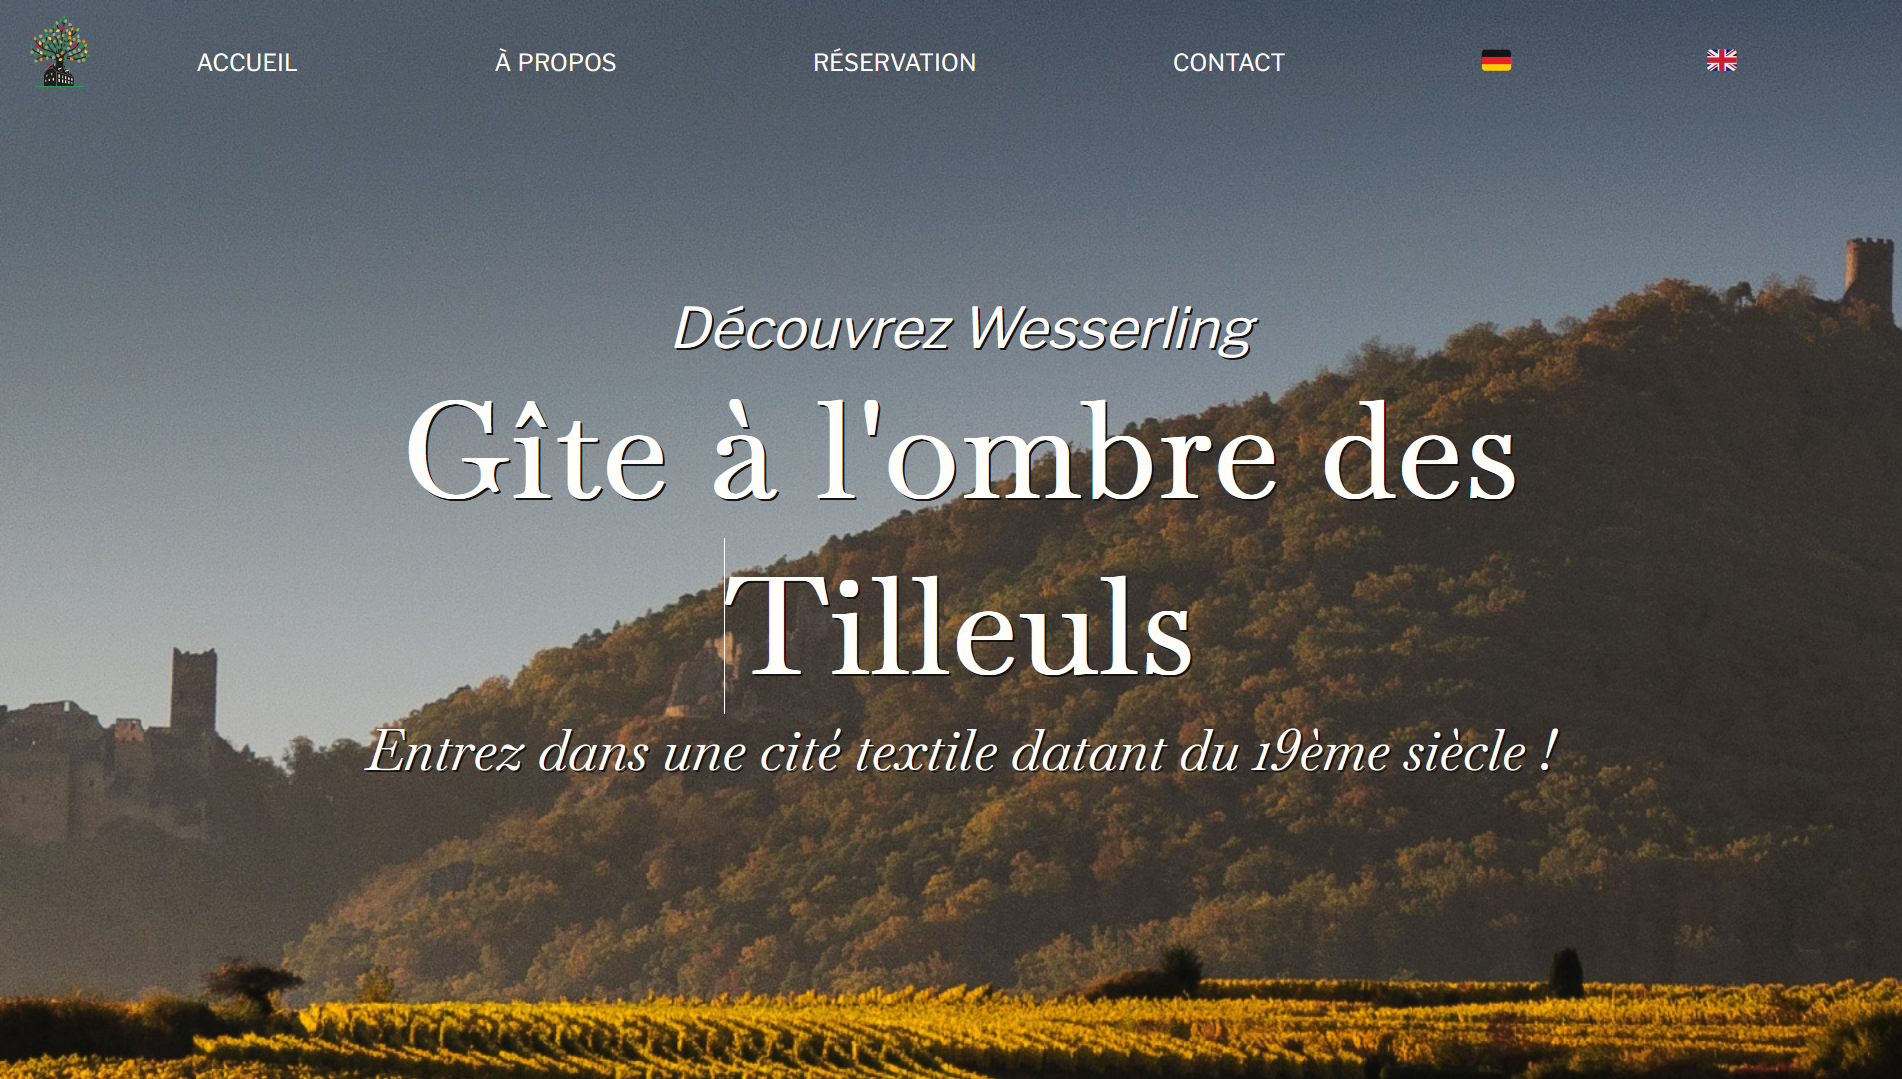 ACCUEIL
À PROPOS
RÉSERVATION
CONTACT
Découvrez Wesserling
Gîte à l'ombre des
Tilleuls
Entrez dans une cité textile datant du 19ème siècle !